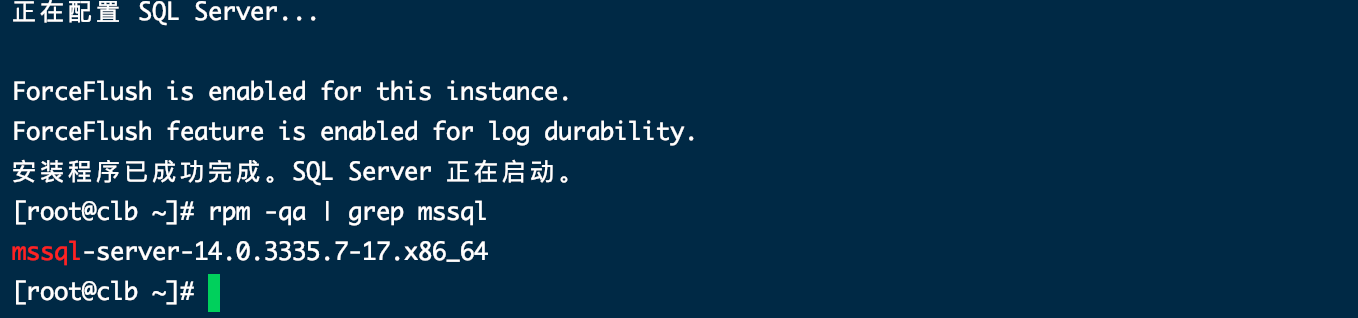 正在配置 SQL Server...
ForceFlush is enabled for this instance.
ForceFlush feature is enabled for log durability.
安装程序已成功完成。SQL Server 正在启动。
[root@clb ~]# rpm -qa | grep mssql
mssql-server-14.0.3335.7-17.x86_64
[root@clb ~]#